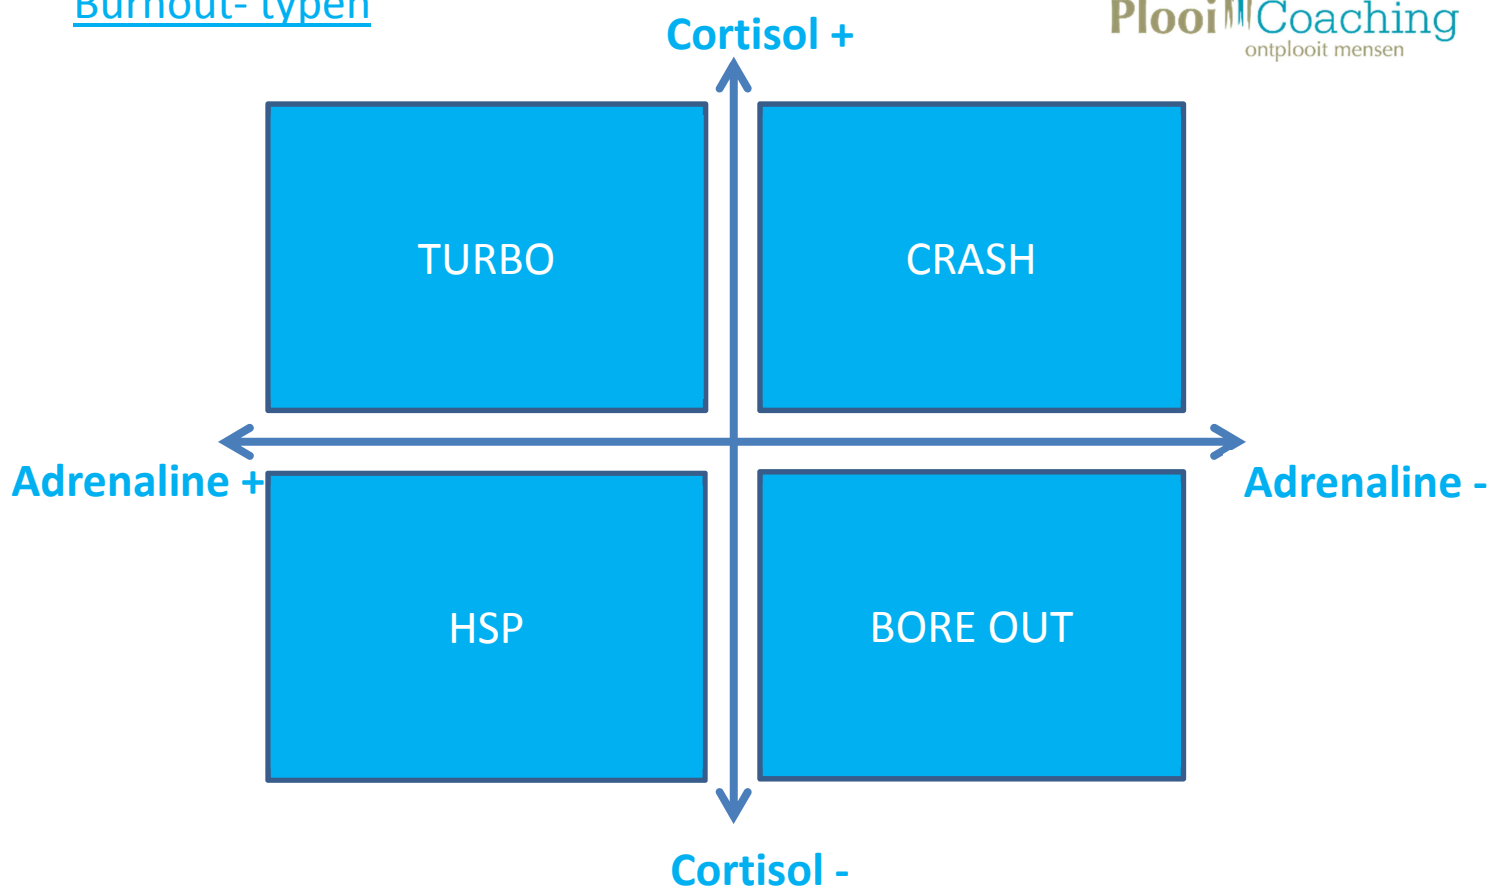 Burnout- typen
Plooi Coaching
ontplooit mensen
Cortisol +
TURBO
CRASH
Adrenaline +
Adrenaline -
HSP
BORE OUT
Cortisol -